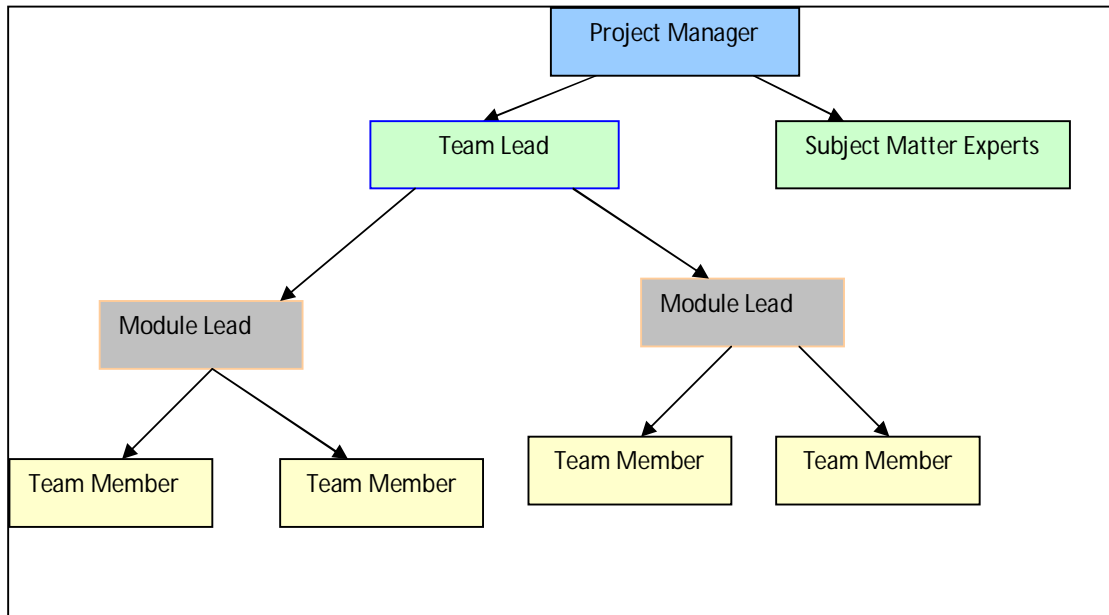 Project Manager
Team Lead
Subject Matter Experts
Module Lead
Module Lead
Team Member
Team Member
Team Member
Team Member